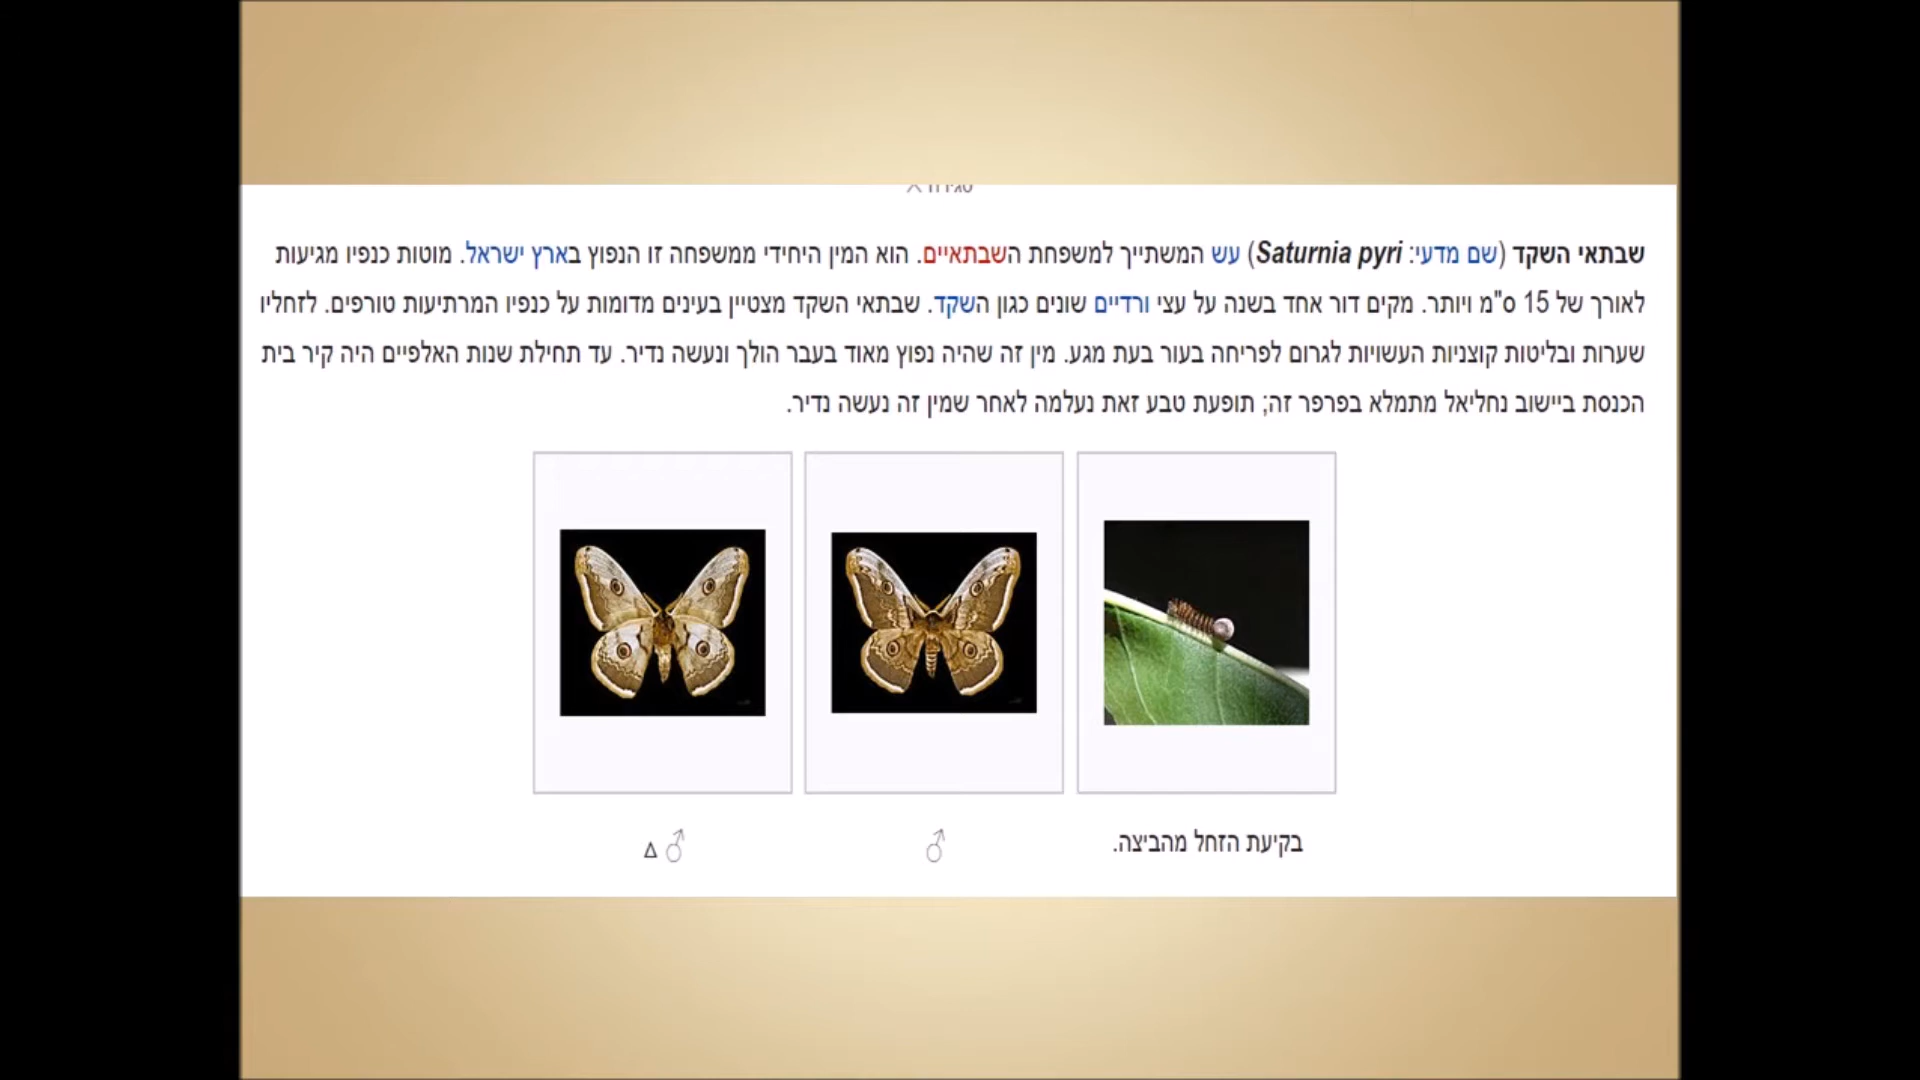 סגירה X
שבתאי השקד (שם מדעי: Saturnia pyri) עש המשתייך למשפחת השבתאיים. הוא המין היחידי ממשפחה זו הנפוץ בארץ ישראל. מוטות כנפיו מגיעות
לאורך של 15 ס"מ ויותר. מקים דור אחד בשנה על עצי ורדיים שונים כגון השקד. שבתאי השקד מצטיין בעינים מדומות על כנפיו המרתיעות טורפים. לזחליו
שערות ובליטות קוצניות העשויות לגרום לפריחה בעור בעת מגע. מין זה שהיה נפוץ מאוד בעבר הולך ונעשה נדיר. עד תחילת שנות האלפיים היה קיר בית
הכנסת ביישוב נחליאל מתמלא בפרפר זה; תופעת טבע זאת נעלמה לאחר שמין זה נעשה נדיר.
בקיעת הזחל מהביצה.
♂
♂ Δ